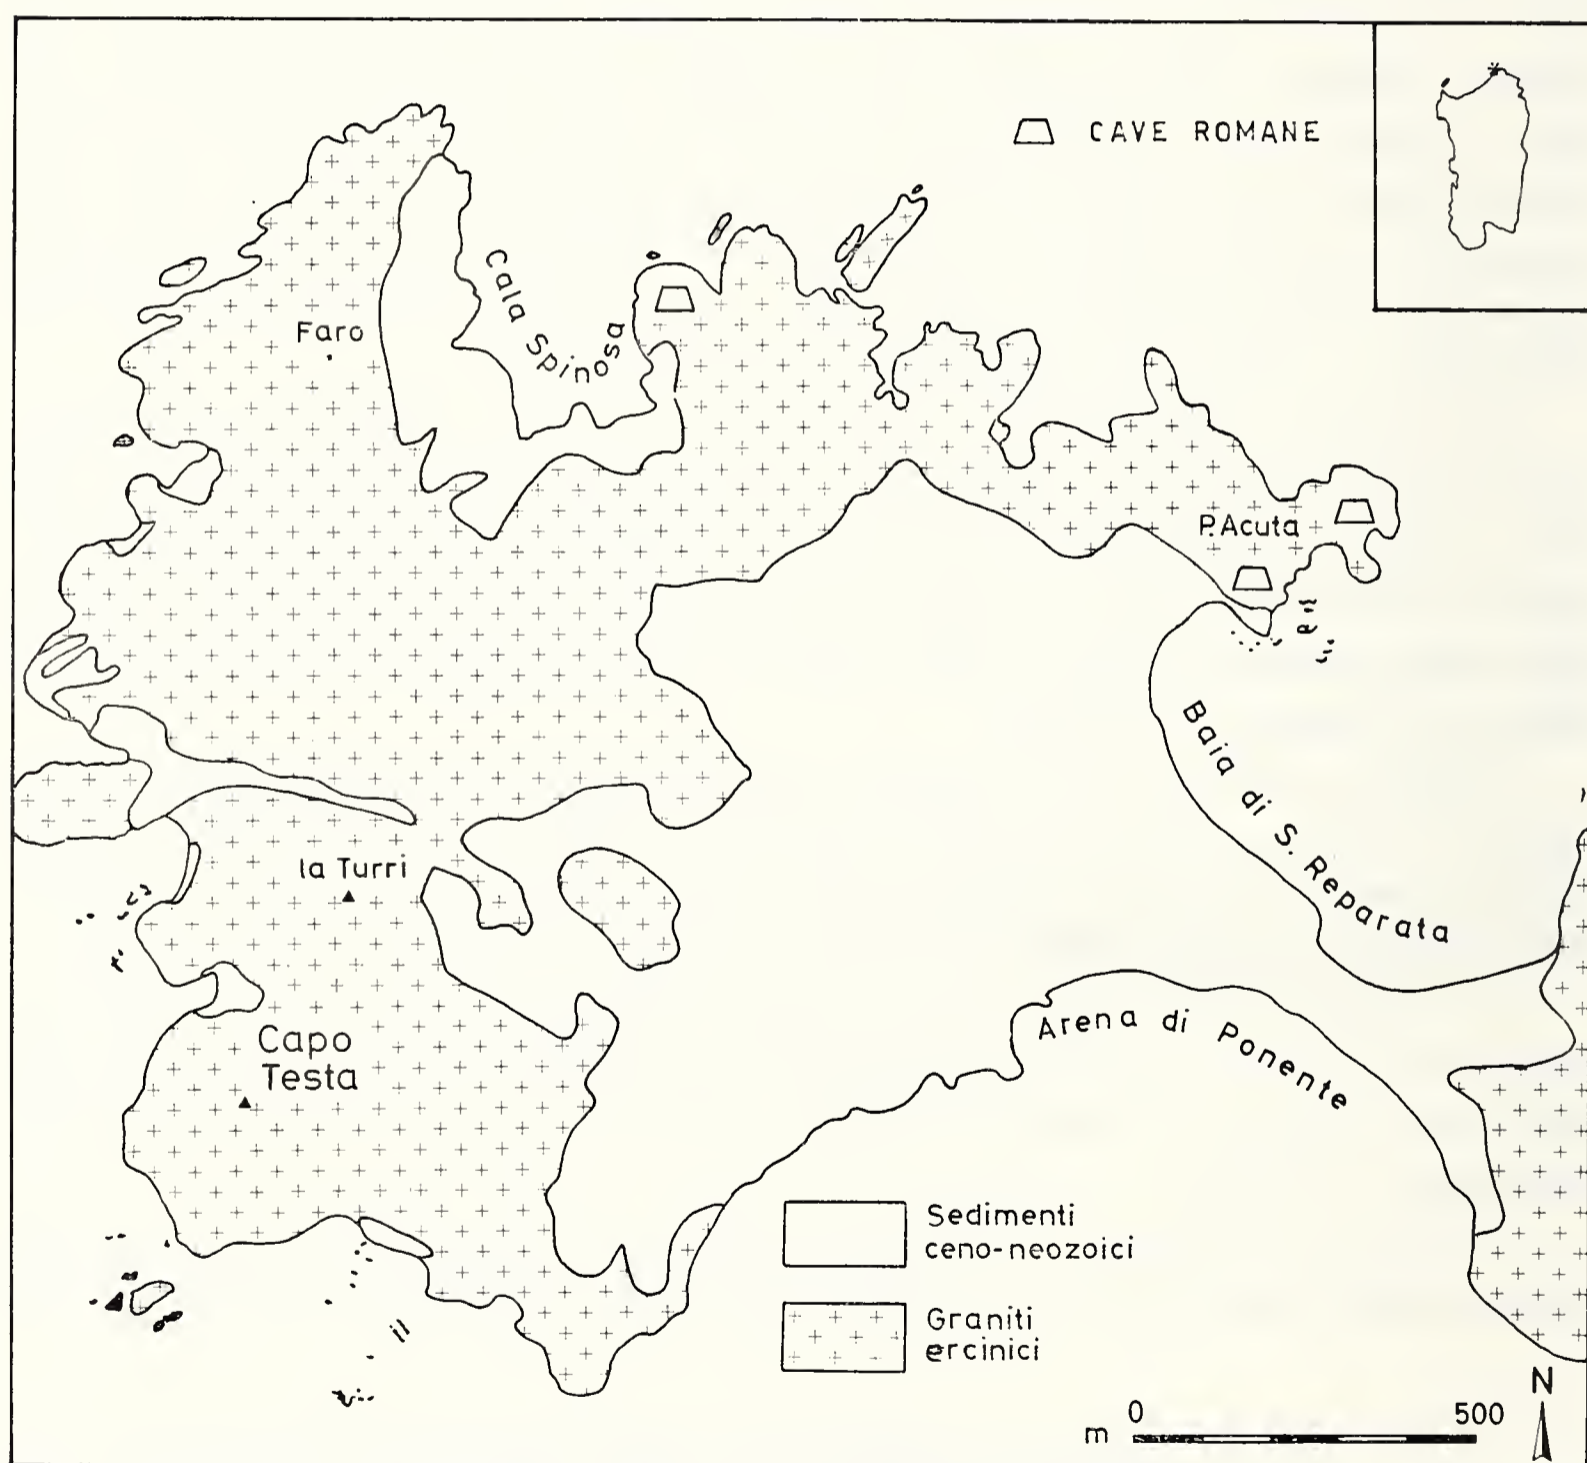 CAVE ROMANE
Cala Spinosa
Faro
P. Acuta
Baia di S. Reparata
la Turri
Arena di Ponente
Capo
Testa
Sedimenti
ceno-neozoici
Graniti
ercinici
N
0 500
m